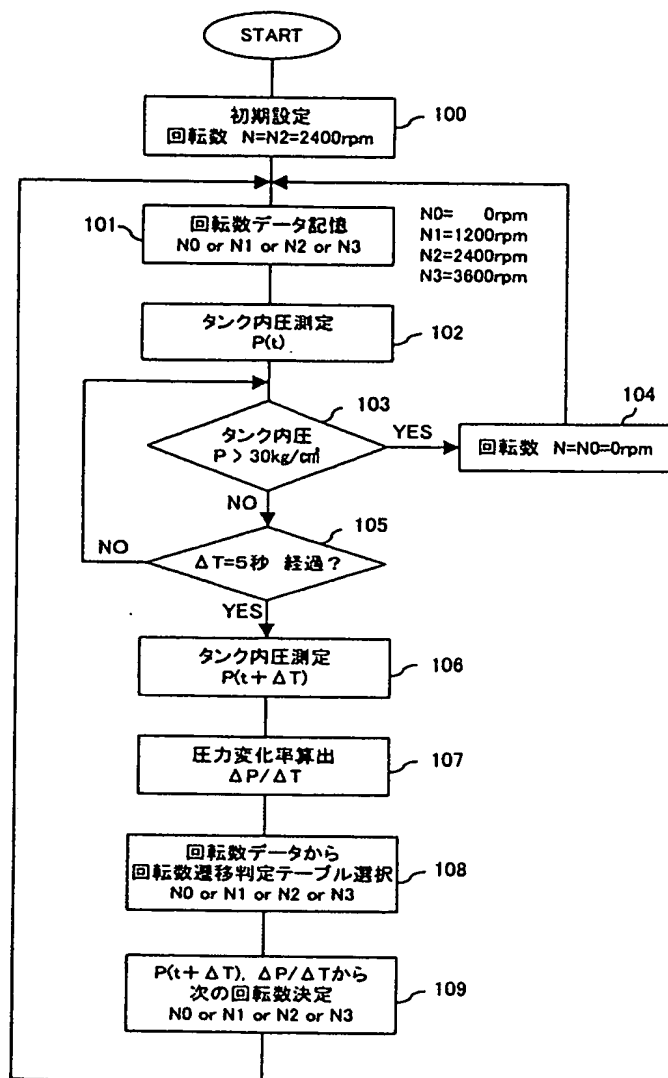 START
初期設定
回転数 N=N2=2400rpm
100
回転数データ記憶
N0 or N1 or N2 or N3
101
N0= 0rpm
N1=1200rpm
N2=2400rpm
N3=3600rpm
タンク内圧測定
P(t)
102
103
タンク内圧
P > 30kg/c㎡
YES
104
回転数 N=N0=0rpm
NO
105
NO
ΔT=5秒 経過?
YES
タンク内圧測定
P(t+ΔT)
106
圧力変化率算出
ΔP/ΔT
107
回転数データから
回転数遷移判定テーブル選択
N0 or N1 or N2 or N3
108
P(t+ΔT), ΔP/ΔTから
次の回転数決定
N0 or N1 or N2 or N3
109